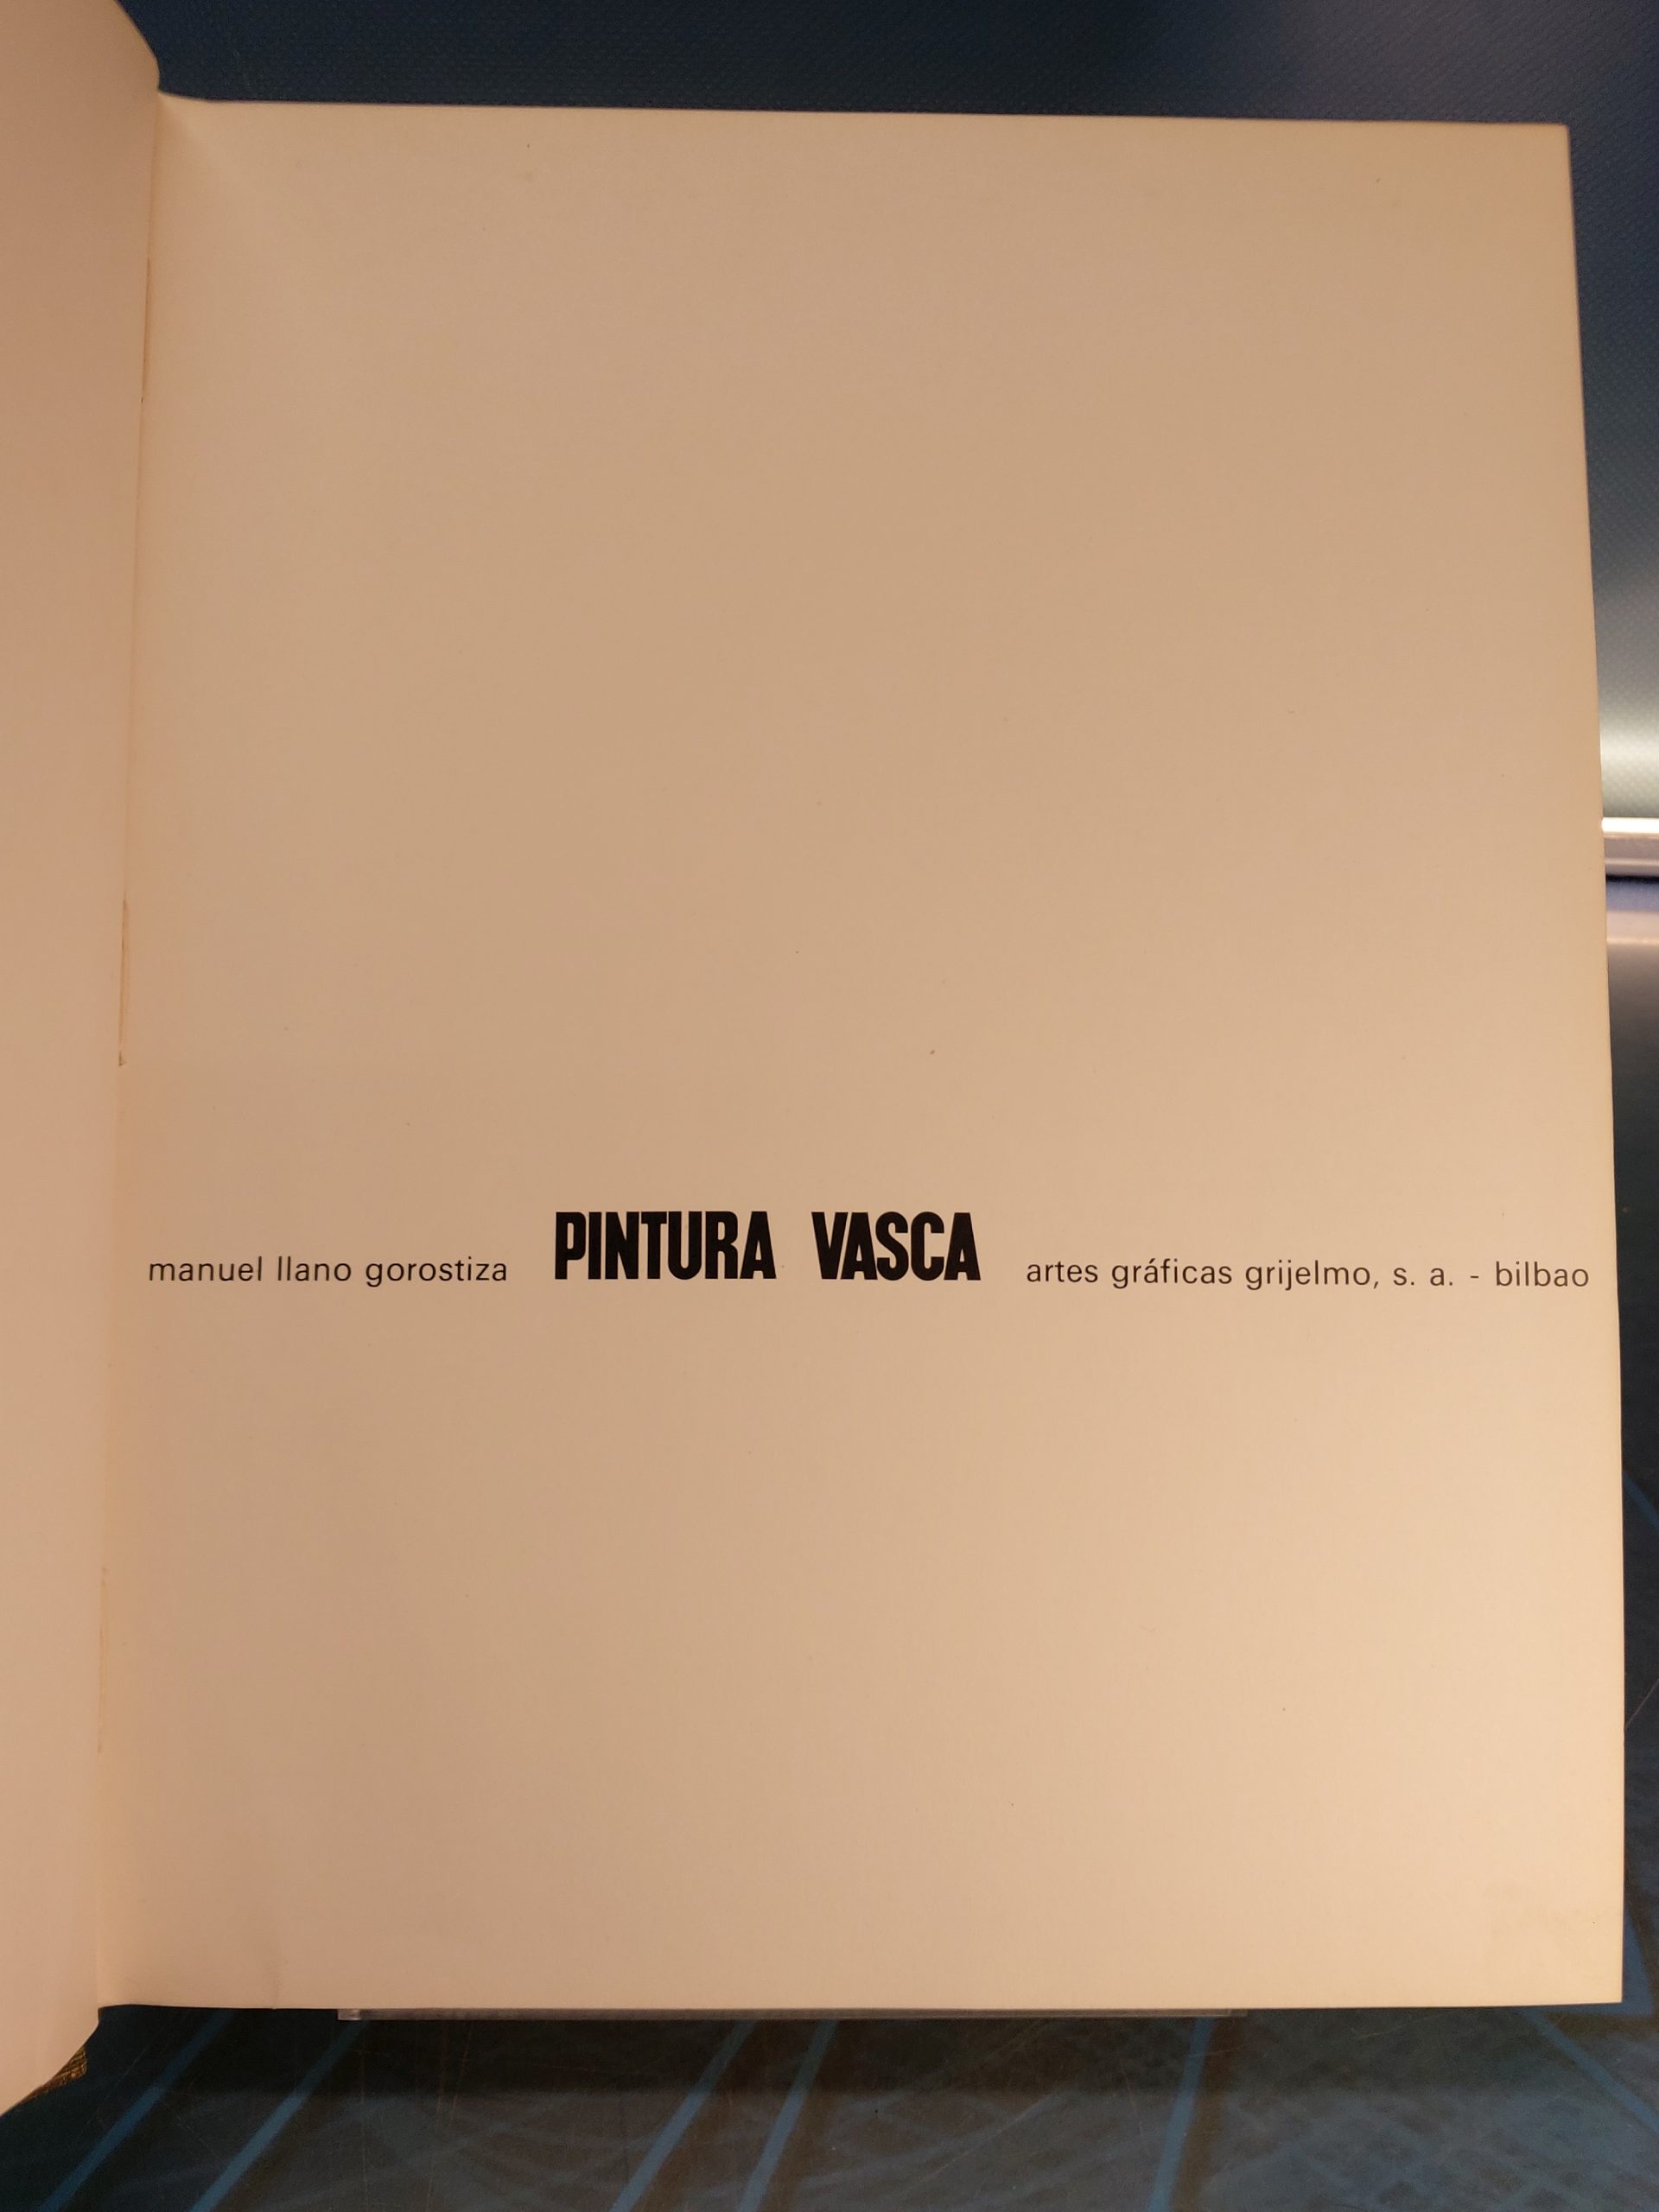 manuel llano gorostiza PINTURA VASCA artes gráficas grijelmo, s. a. - bilbao